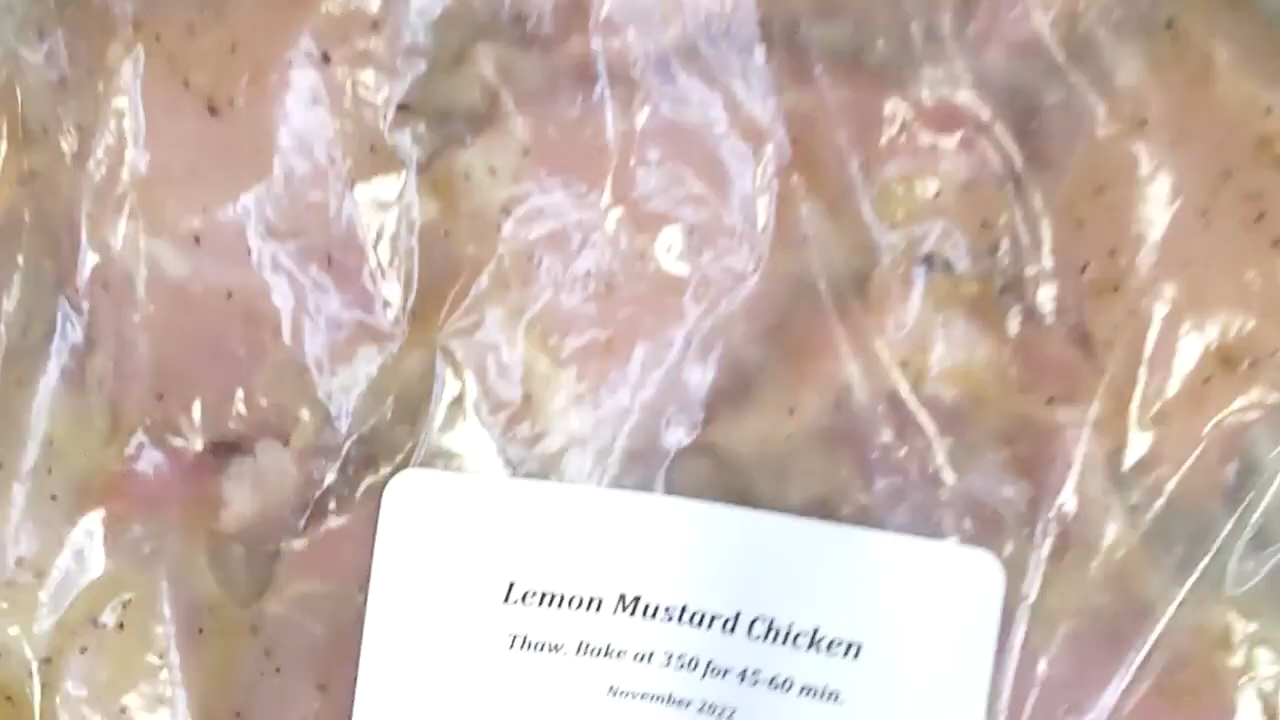 Lemon Mustard Chicken
Thaw. Bake at 350 for 45-60 min.
November 2022